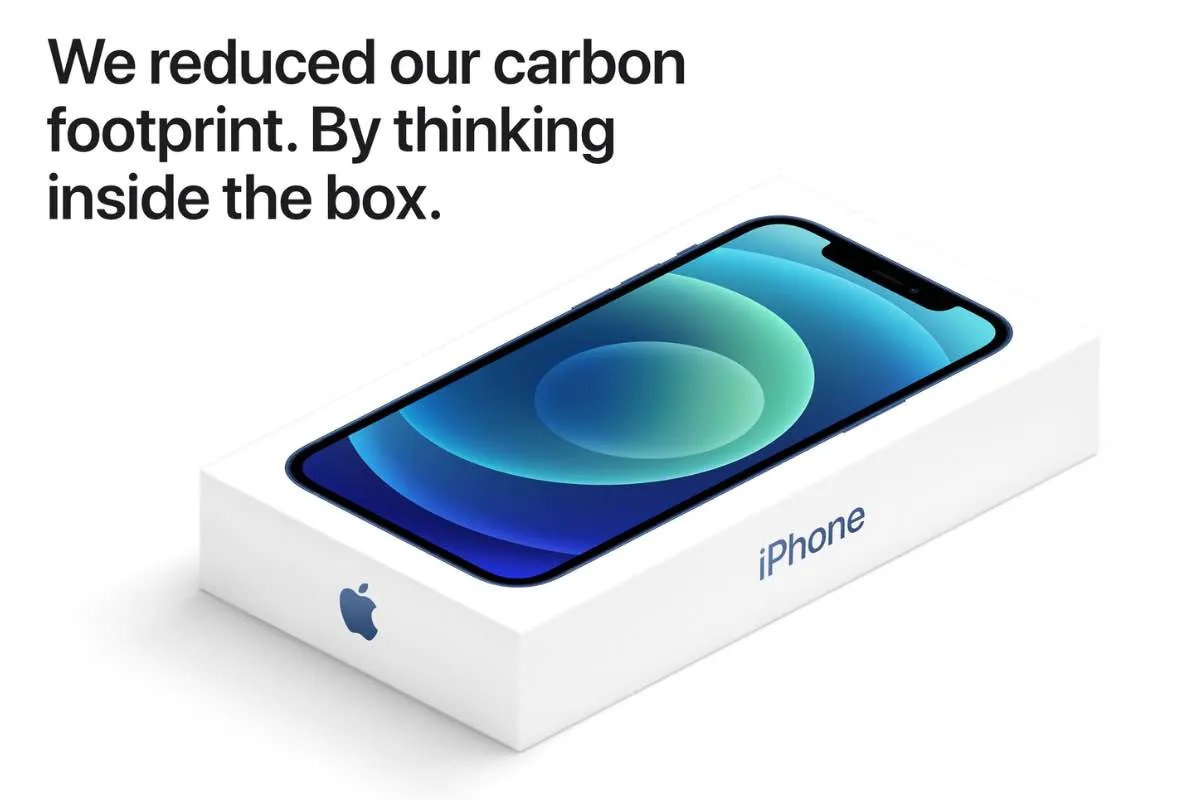 We reduced our carbon
footprint. By thinking
inside the box.
iPhone